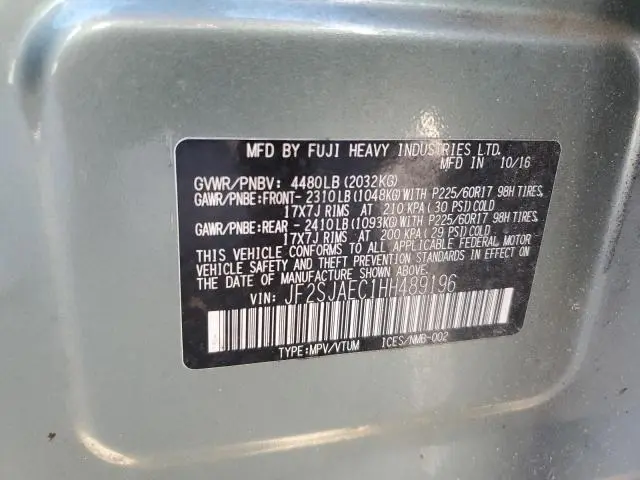 MFD BY FUJI HEAVY INDUSTRIES LTD.
MFD IN 10/16
GVWR/PNBV: 4480LB(2032KG)
GAWR/PNBE:FRONT-2310LB(1048KG)WITH P225/60R17 98H TIRES,
17X7J RIMS AT 210 KPA(30 PSI)COLD
GAWR/PNBE:REAR -2410LB(1093KG)WITH P225/60R17 98H TIRES
17X7J RIMS AT 200 KPA(29 PSI)COLD
THIS VEHICLE CONFORMS TO ALL APPLICABLE FEDERAL MOTOR
VEHICLE SAFETY AND THEFT PREVENTION STANDARDS IN EFFECT ON
THE DATE OF MANUFACTURE SHOWN ABOVE.
VIN: JF2SJAEC1HH489196
TYPE:MPV/VTUM ICES/NMB-002